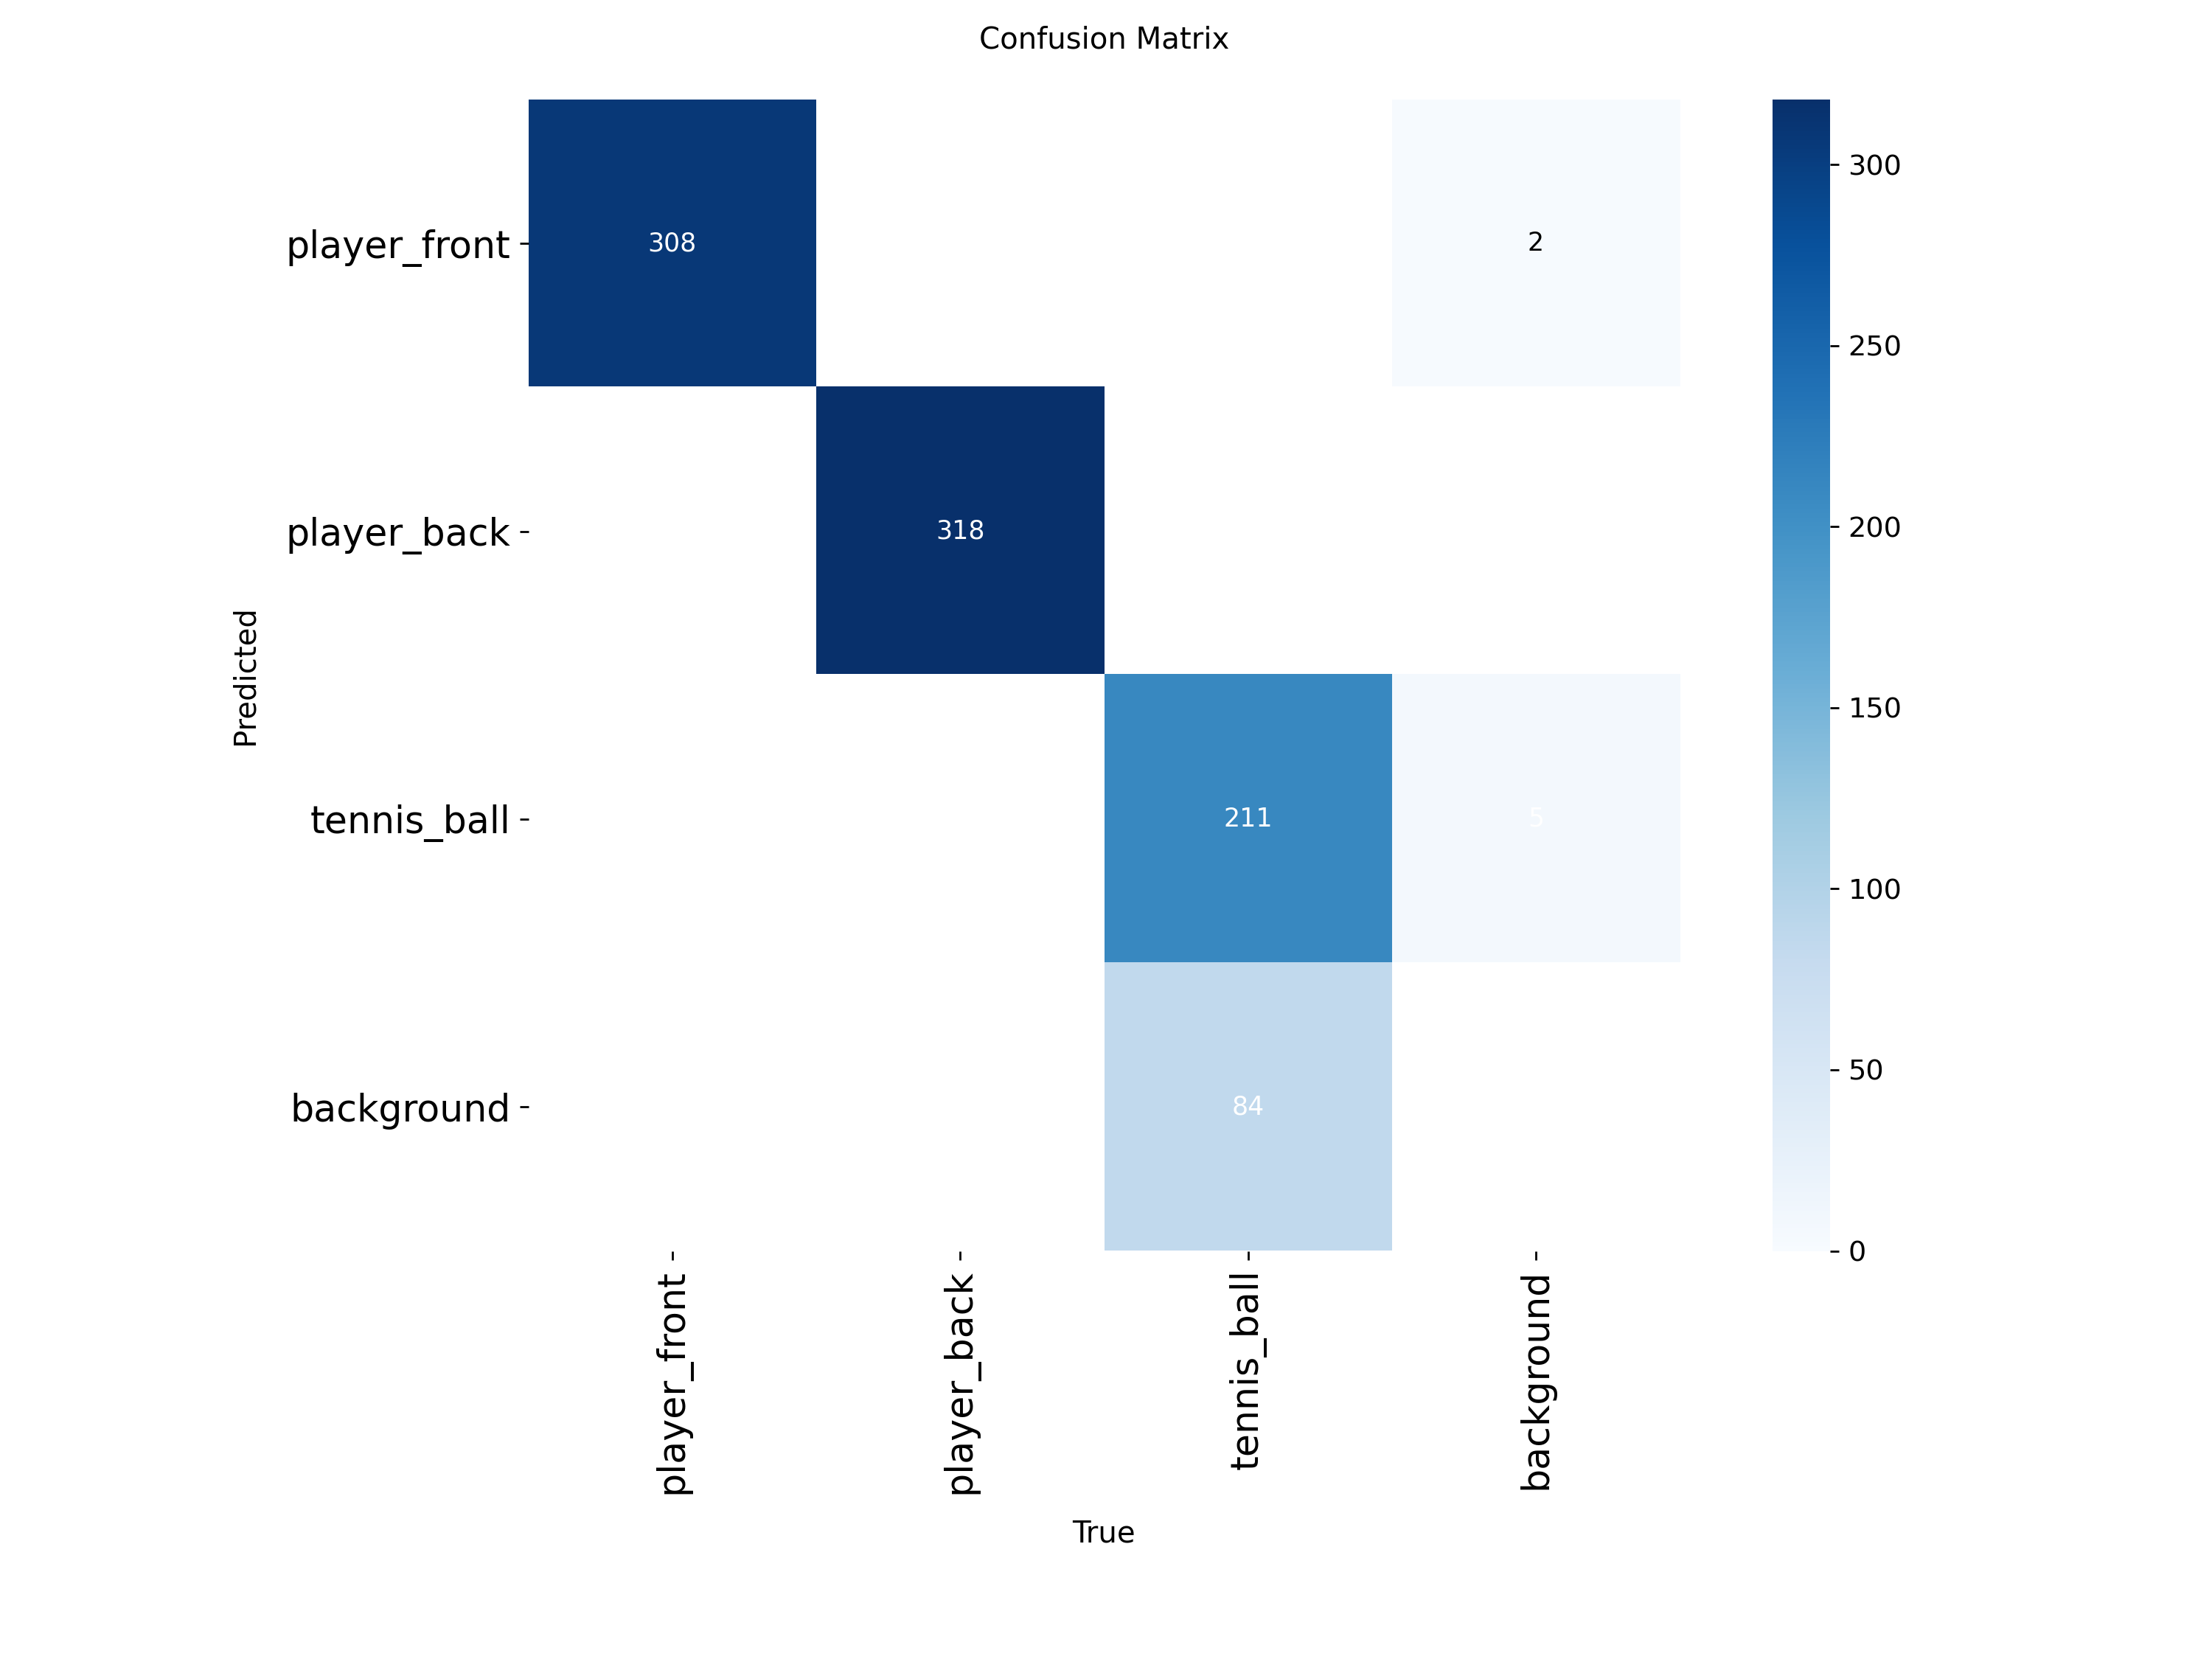 Confusion Matrix
player_front
308
2
player_back
318
tennis_ball
211
5
background
84
Predicted
player_front
player_back
tennis_ball
background
True
300
250
200
150
100
50
0